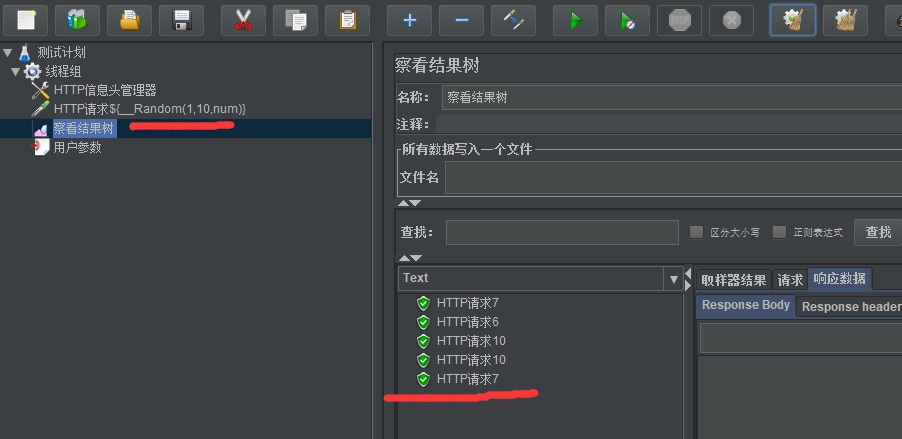 STOP
测试计划
线程组
HTTP信息头管理器
HTTP请求${__Random(1,10,num)}
察看结果树
用户参数
察看结果树
名称： 察看结果树
注释：
所有数据写入一个文件
文件名
查找： 区分大小写 正则表达式 查找
Text
HTTP请求7
HTTP请求6
HTTP请求10
HTTP请求10
HTTP请求7
取样器结果 请求 响应数据
Response Body Response header